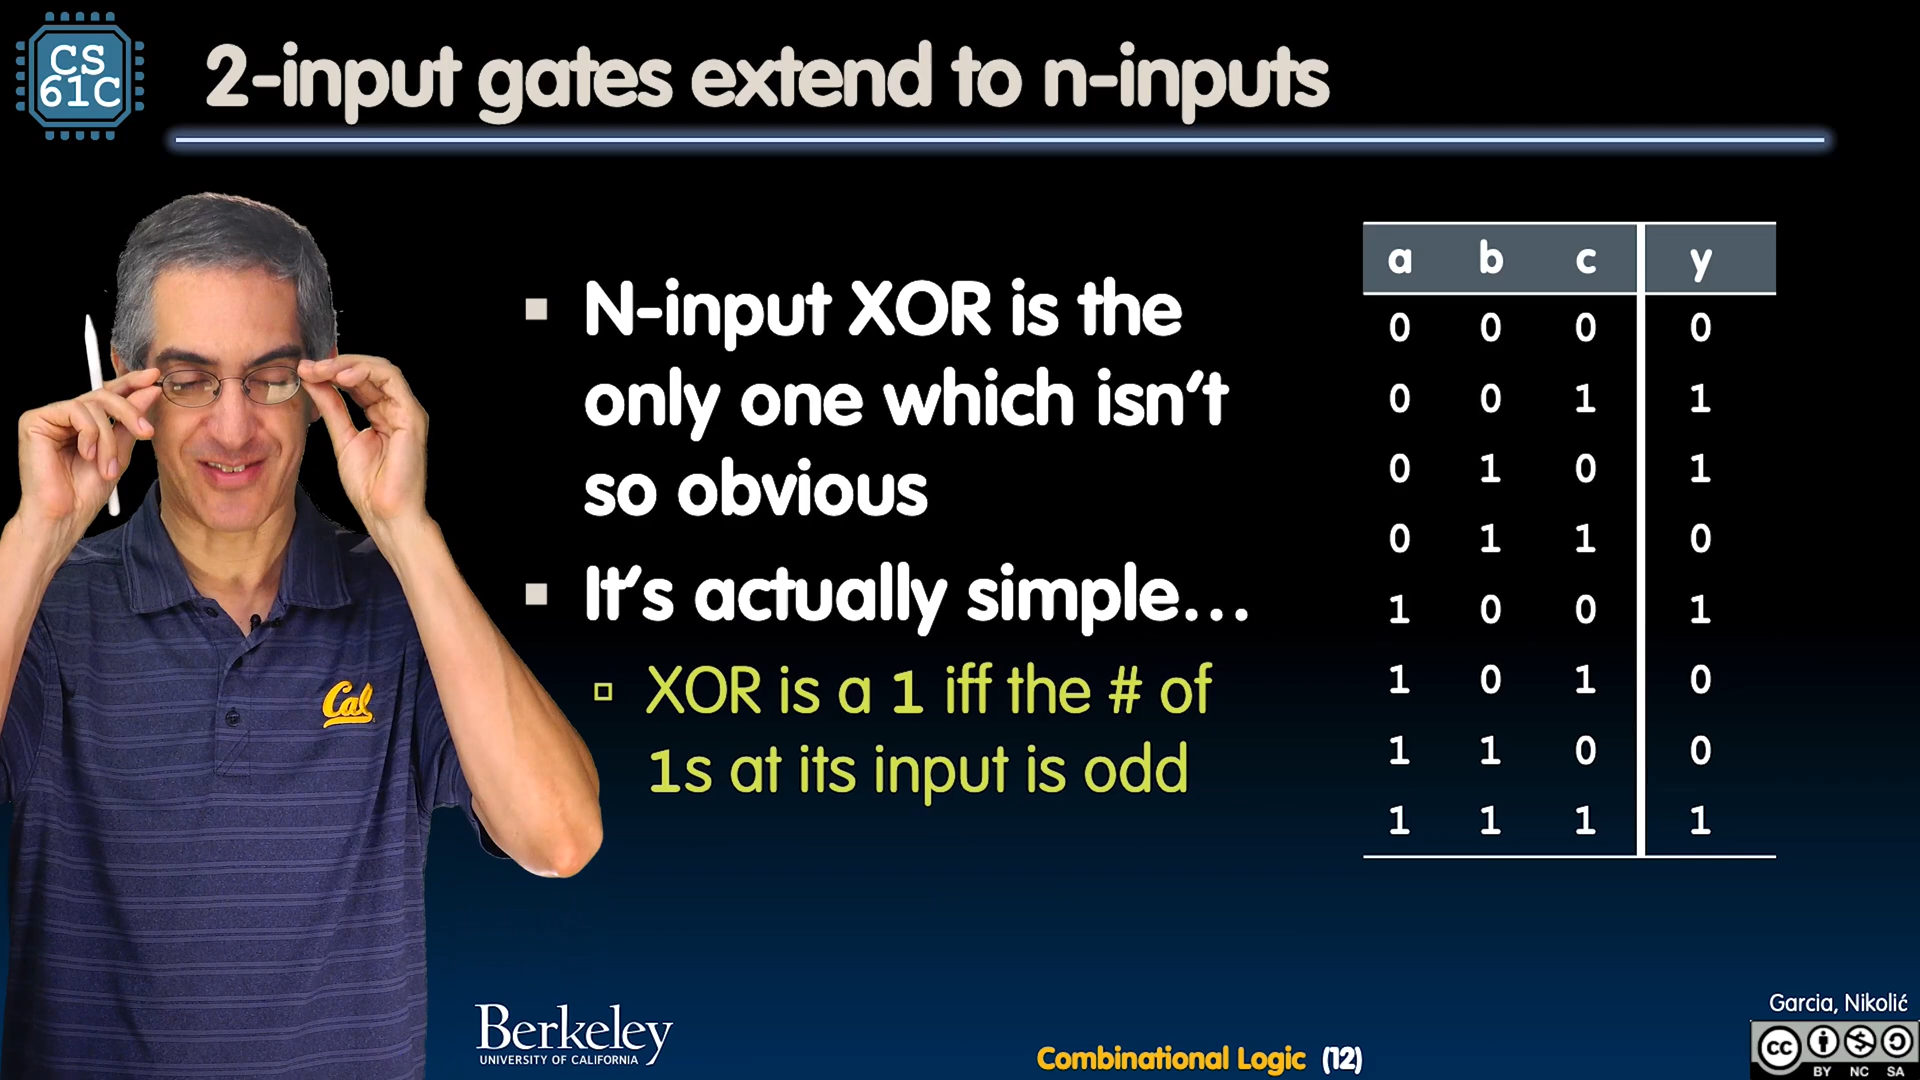 CS
61C
2-input gates extend to n-inputs
N-input XOR is the
only one which isn't
so obvious
It's actually simple...
XOR is a 1 iff the # of
1s at its input is odd
a b c y
0 0 0 0
0 0 1 1
0 1 0 1
0 1 1 0
1 0 0 1
1 0 1 0
1 1 0 0
1 1 1 1
Cal
Berkeley
UNIVERSITY OF CALIFORNIA
Combinational Logic (12)
Garcia, Nikolić
cc
BY NC SA